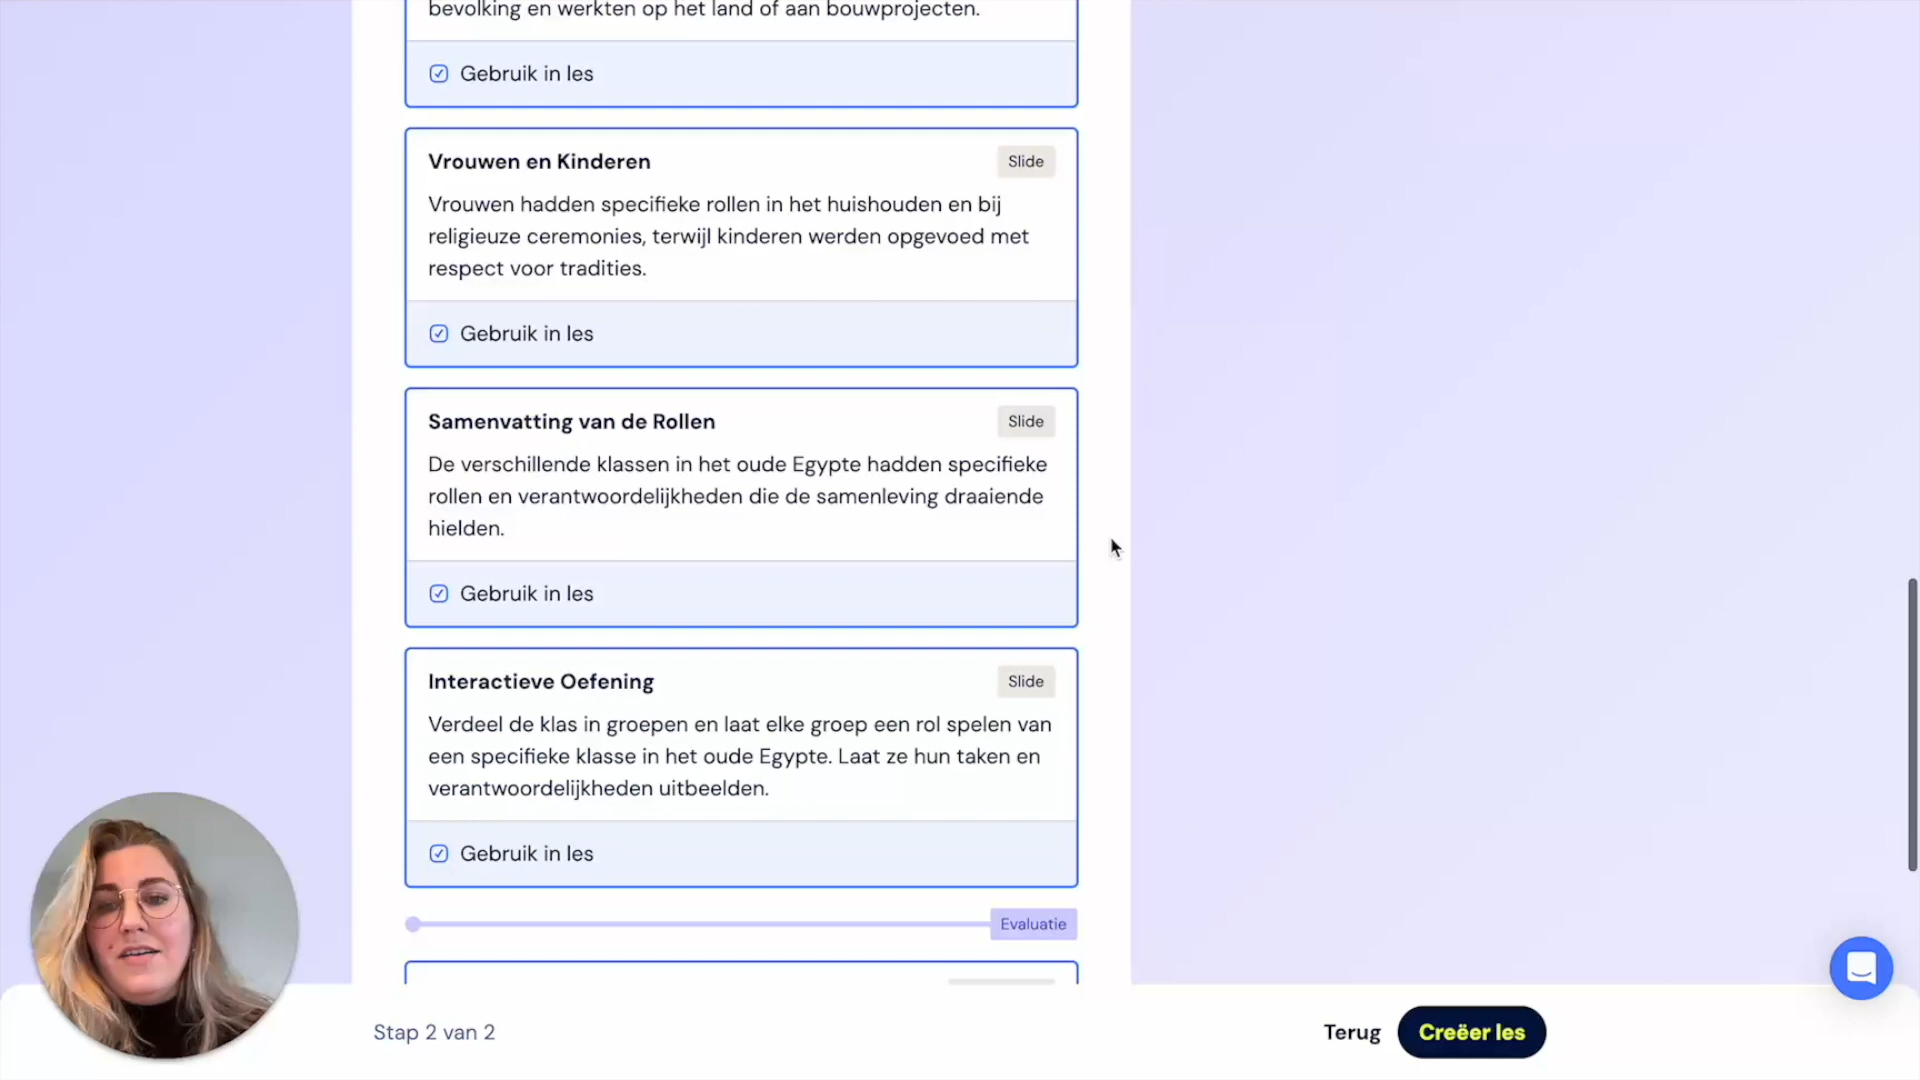 bevolking en werkten op het land of aan bouwprojecten.
Gebruik in les
Vrouwen en Kinderen
Slide
Vrouwen hadden specifieke rollen in het huishouden en bij
religieuze ceremonies, terwijl kinderen werden opgevoed met
respect voor tradities.
Gebruik in les
Samenvatting van de Rollen
Slide
De verschillende klassen in het oude Egypte hadden specifieke
rollen en verantwoordelijkheden die de samenleving draaiende
hielden.
Gebruik in les
Interactieve Oefening
Slide
Verdeel de klas in groepen en laat elke groep een rol spelen van
een specifieke klasse in het oude Egypte. Laat ze hun taken en
verantwoordelijkheden uitbeelden.
Gebruik in les
Evaluatie
Stap 2 van 2
Terug
Creëer les